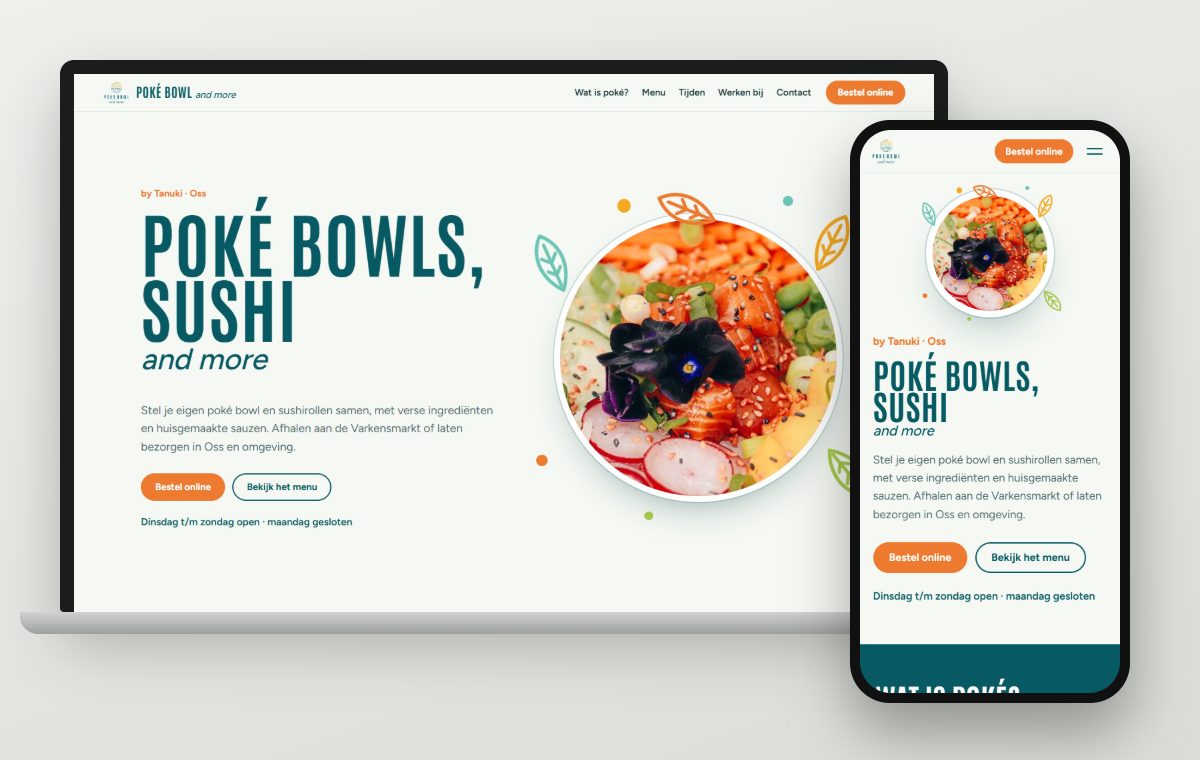 POKÉ BOWL and more
Wat is poké?
Menu
Tijden
Werken bij
Contact
Bestel online
by Tanuki · Oss
POKÉ BOWLS,
SUSHI
and more
Stel je eigen poké bowl en sushirollen samen, met verse ingrediënten
en huisgemaakte sauzen. Afhalen aan de Varkensmarkt of laten
bezorgen in Oss en omgeving.
Bestel online
Bekijk het menu
Dinsdag t/m zondag open · maandag gesloten
POKE BOWL
and more
Bestel online
by Tanuki · Oss
POKÉ BOWLS,
SUSHI
and more
Stel je eigen poké bowl en sushirollen samen,
met verse ingrediënten en huisgemaakte
sauzen. Afhalen aan de Varkensmarkt of laten
bezorgen in Oss en omgeving.
Bestel online
Bekijk het menu
Dinsdag t/m zondag open · maandag gesloten